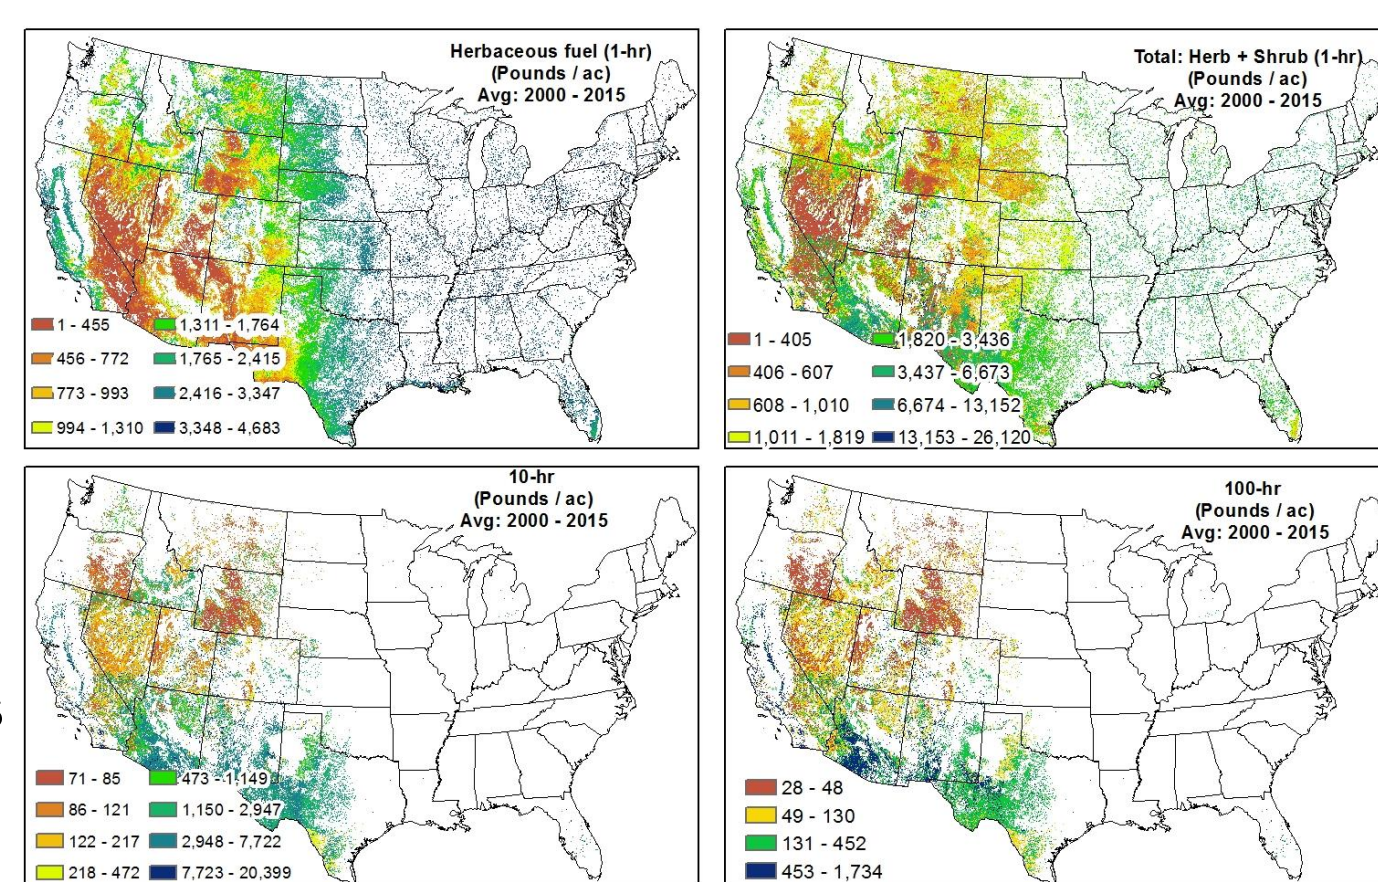 Herbaceous fuel (1-hr)
(Pounds / ac)
Avg: 2000 - 2015
1 - 455
456 - 772
773 - 993
994 - 1,310
1,311 - 1,764
1,765 - 2,415
2,416 - 3,347
3,348 - 4,683
Total: Herb + Shrub (1-hr)
(Pounds / ac)
Avg: 2000 - 2015
1 - 405
406 - 607
608 - 1,010
1,011 - 1,819
1,820 - 3,436
3,437 - 6,673
6,674 - 13,152
13,153 - 26,120
10-hr
(Pounds / ac)
Avg: 2000 - 2015
71 - 85
86 - 121
122 - 217
218 - 472
473 - 1,149
1,150 - 2,947
2,948 - 7,722
7,723 - 20,399
100-hr
(Pounds / ac)
Avg: 2000 - 2015
28 - 48
49 - 130
131 - 452
453 - 1,734